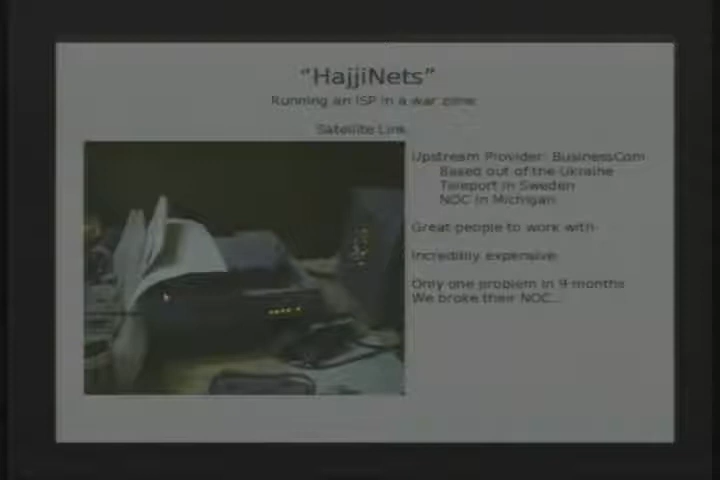 “HajjiNets”
Running an ISP in a war zone
Satellite Link
Upstream Provider: BusinessCom
Based out of the Ukraine
Teleport in Sweden
NOC in Michigan
Great people to work with
Incredibly expensive
Only one problem in 9 months
We broke their NOC...